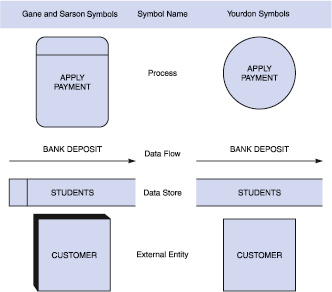 Gane and Sarson Symbols Symbol Name Yourdon Symbols
APPLY
PAYMENT
Process
APPLY
PAYMENT
BANK DEPOSIT Data Flow BANK DEPOSIT
STUDENTS Data Store STUDENTS
CUSTOMER External Entity CUSTOMER